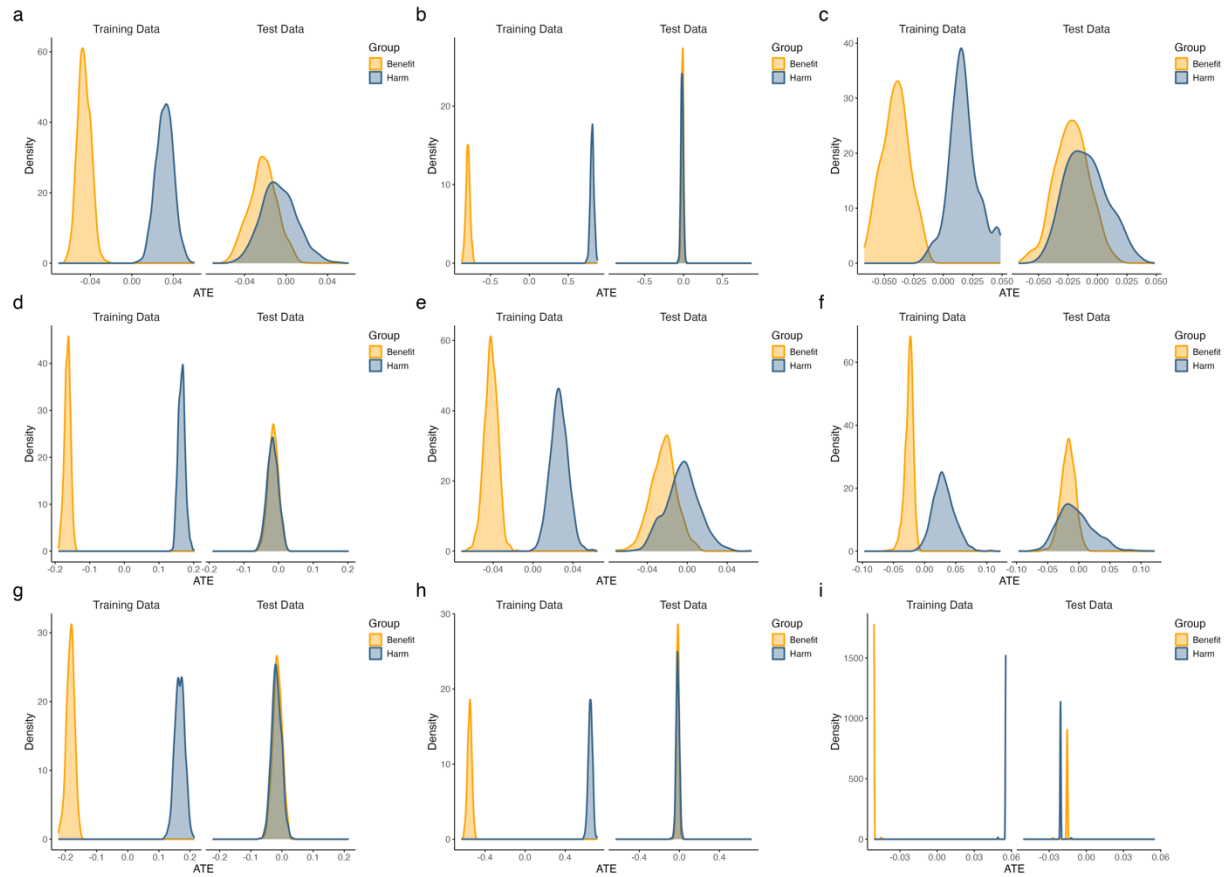 a
Training Data Test Data
Group
Benefit
Harm
Density
60
40
20
0
-0.04 0.00 0.04 -0.04 0.00 0.04
ATE
b
Training Data Test Data
Group
Benefit
Harm
Density
20
10
0
-0.5 0.0 0.5 -0.5 0.0 0.5
ATE
c
Training Data Test Data
Group
Benefit
Harm
Density
40
30
20
10
0
-0.050 -0.025 0.000 0.025 0.050 -0.050 -0.025 0.000 0.025 0.050
ATE
d
Training Data Test Data
Group
Benefit
Harm
Density
40
30
20
10
0
-0.2 -0.1 0.0 0.1 0.2 -0.2 -0.1 0.0 0.1 0.2
ATE
e
Training Data Test Data
Group
Benefit
Harm
Density
60
40
20
0
-0.04 0.00 0.04 -0.04 0.00 0.04
ATE
f
Training Data Test Data
Group
Benefit
Harm
Density
60
40
20
0
-0.10 -0.05 0.00 0.05 0.10 -0.10 -0.05 0.00 0.05 0.10
ATE
g
Training Data Test Data
Group
Benefit
Harm
Density
30
20
10
0
-0.2 -0.1 0.0 0.1 0.2 -0.2 -0.1 0.0 0.1 0.2
ATE
h
Training Data Test Data
Group
Benefit
Harm
Density
30
20
10
0
-0.4 0.0 0.4 -0.4 0.0 0.4
ATE
i
Training Data Test Data
Group
Benefit
Harm
Density
1500
1000
500
0
-0.03 0.00 0.03 0.06 -0.03 0.00 0.03 0.06
ATE